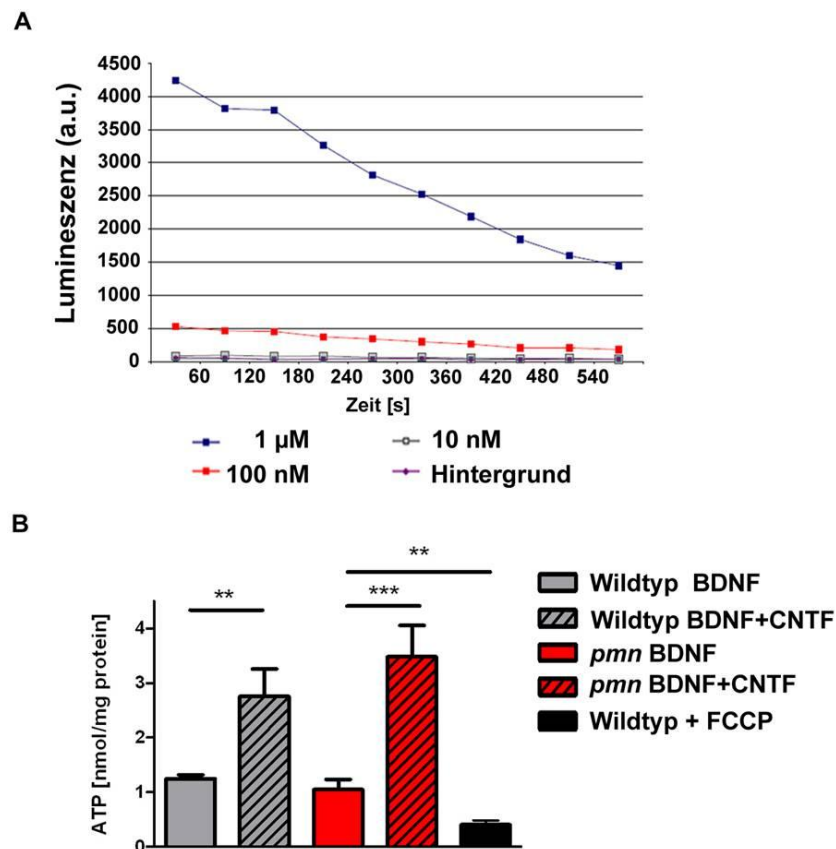 A
Lumineszenz (a.u.)
4500
4000
3500
3000
2500
2000
1500
1000
500
0
60 120 180 240 300 360 420 480 540
Zeit [s]
1 µM
10 nM
100 nM
Hintergrund
B
ATP [nmol/mg protein]
4
3
2
1
0
**
***
**
Wildtyp BDNF
Wildtyp BDNF+CNTF
pmn BDNF
pmn BDNF+CNTF
Wildtyp + FCCP